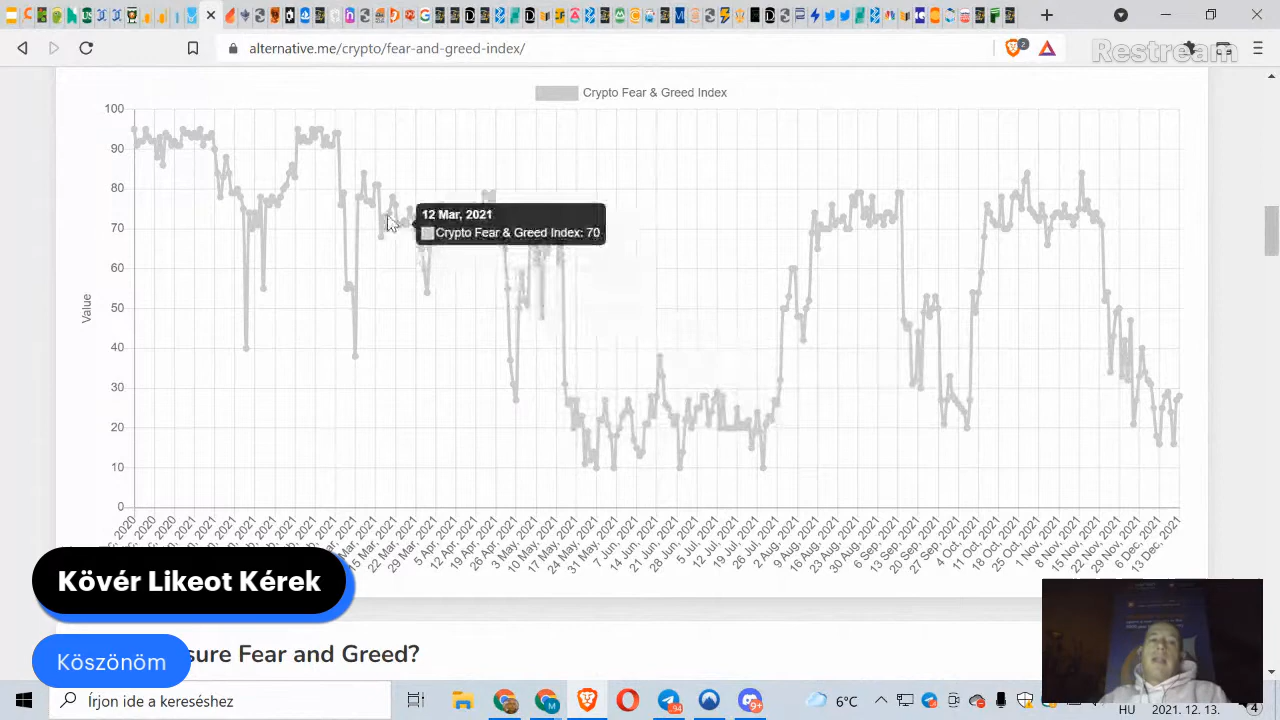 alternative.me/crypto/fear-and-greed-index/
2
Restream
Crypto Fear & Greed Index
100
90
80
70
60
50
40
30
20
10
0
Value
12 Mar, 2021
Crypto Fear & Greed Index: 70
15 Mar, 2021
22 Mar, 2021
29 Mar, 2021
5 Apr, 2021
12 Apr, 2021
19 Apr, 2021
26 Apr, 2021
3 May, 2021
10 May, 2021
17 May, 2021
24 May, 2021
31 May, 2021
7 Jun, 2021
14 Jun, 2021
21 Jun, 2021
28 Jun, 2021
5 Jul, 2021
12 Jul, 2021
19 Jul, 2021
26 Jul, 2021
2 Aug, 2021
9 Aug, 2021
16 Aug, 2021
23 Aug, 2021
30 Aug, 2021
6 Sep, 2021
13 Sep, 2021
20 Sep, 2021
27 Sep, 2021
4 Oct, 2021
11 Oct, 2021
18 Oct, 2021
25 Oct, 2021
1 Nov, 2021
8 Nov, 2021
15 Nov, 2021
22 Nov, 2021
29 Nov, 2021
6 Dec, 2021
13 Dec, 2021
Kövér Likeot Kérek
Köszönöm
sure Fear and Greed?
Írjon ide a kereséshez
94
9+
6°C
HU
2021. 12. 13.
4